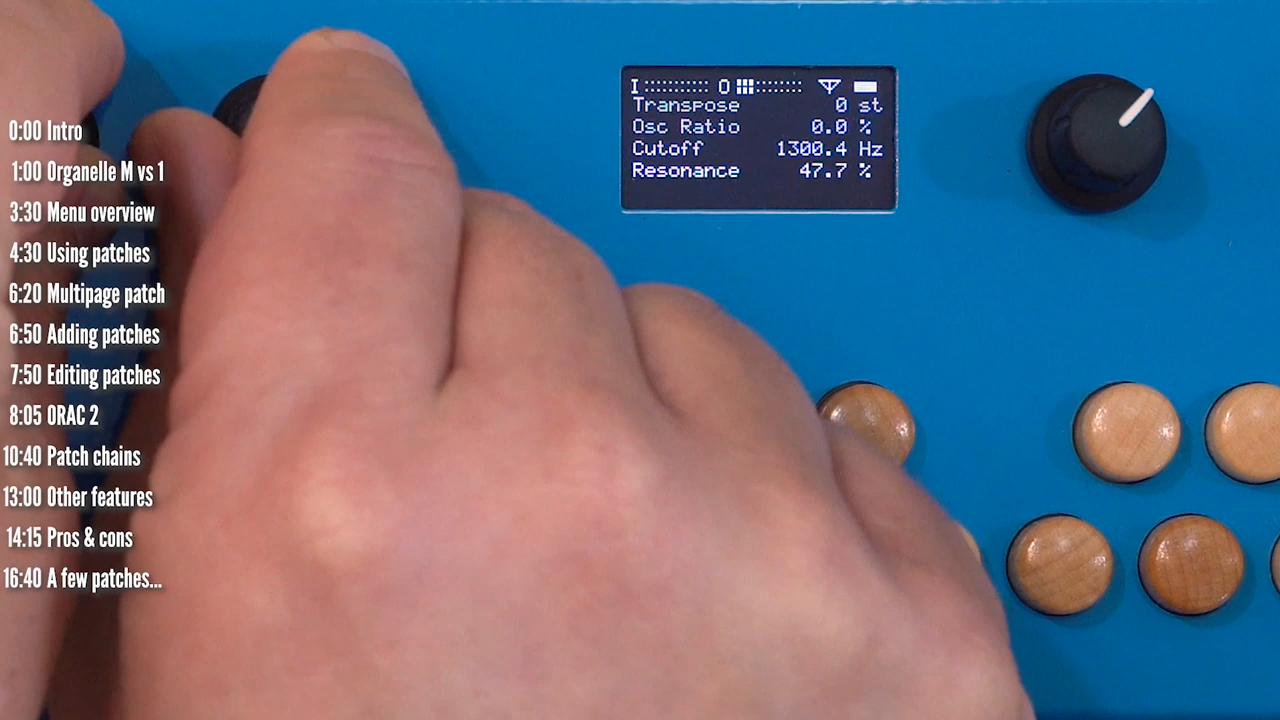 0:00 Intro
1:00 Organelle M vs 1
3:30 Menu overview
4:30 Using patches
6:20 Multipage patch
6:50 Adding patches
7:50 Editing patches
8:05 ORAC 2
10:40 Patch chains
13:00 Other features
14:15 Pros & cons
16:40 A few patches...
I O
Transpose 0 st
Osc Ratio 0.0 %
Cutoff 1300.4 Hz
Resonance 47.7 %